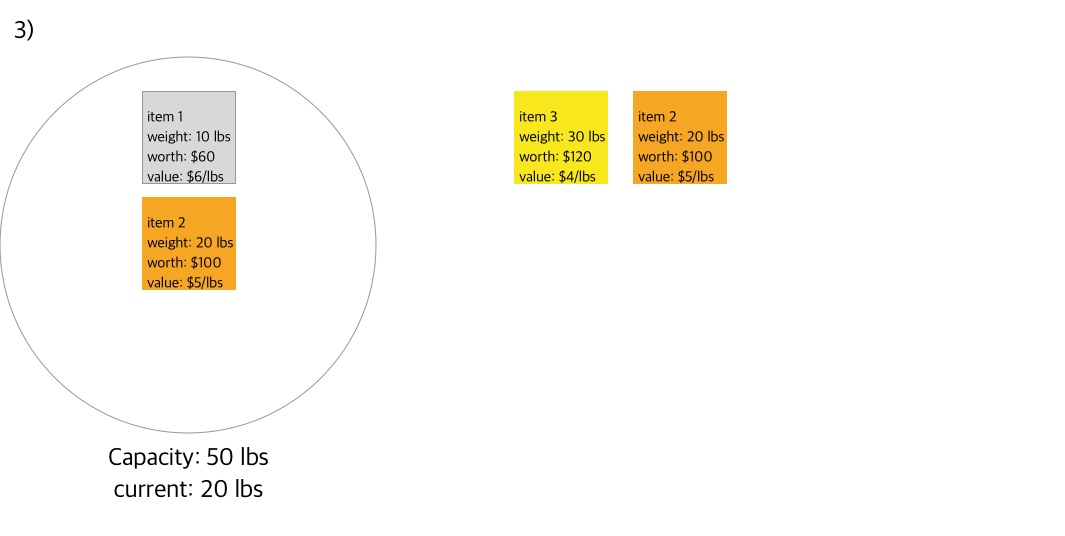 3)
item 1
weight: 10 lbs
worth: $60
value: $6/lbs
item 2
weight: 20 lbs
worth: $100
value: $5/lbs
item 3
weight: 30 lbs
worth: $120
value: $4/lbs
item 2
weight: 20 lbs
worth: $100
value: $5/lbs
Capacity: 50 lbs
current: 20 lbs